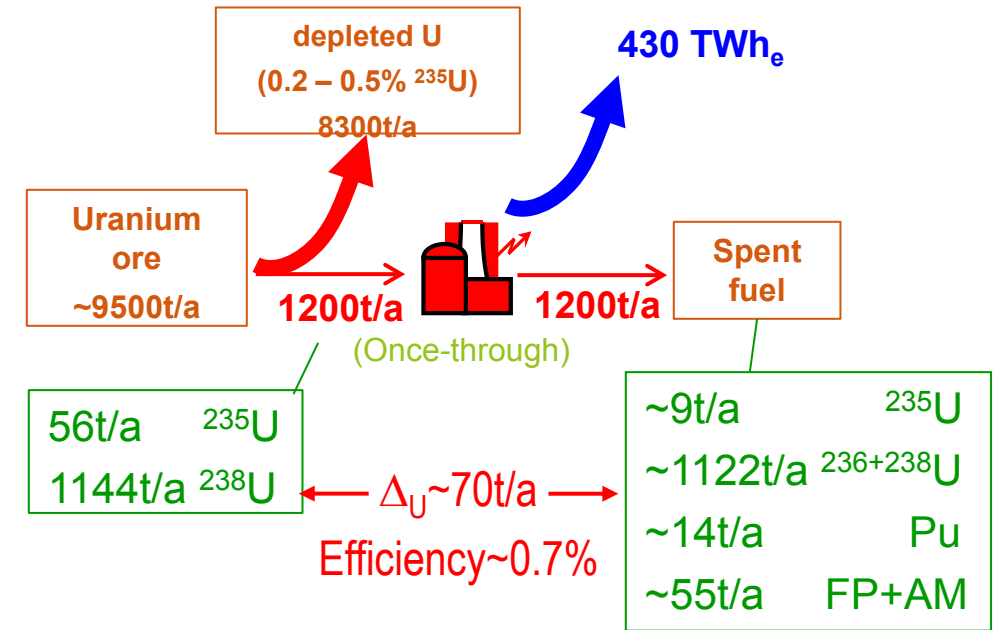 depleted U
(0.2 – 0.5% ²³⁵U)
8300t/a
430 TWhₑ
Uranium
ore
~9500t/a
1200t/a
(Once-through)
1200t/a
Spent
fuel
56t/a ²³⁵U
1144t/a ²³⁸U
Δ_U~70t/a
Efficiency~0.7%
~9t/a ²³⁵U
~1122t/a ²³⁶⁺²³⁸U
~14t/a Pu
~55t/a FP+AM